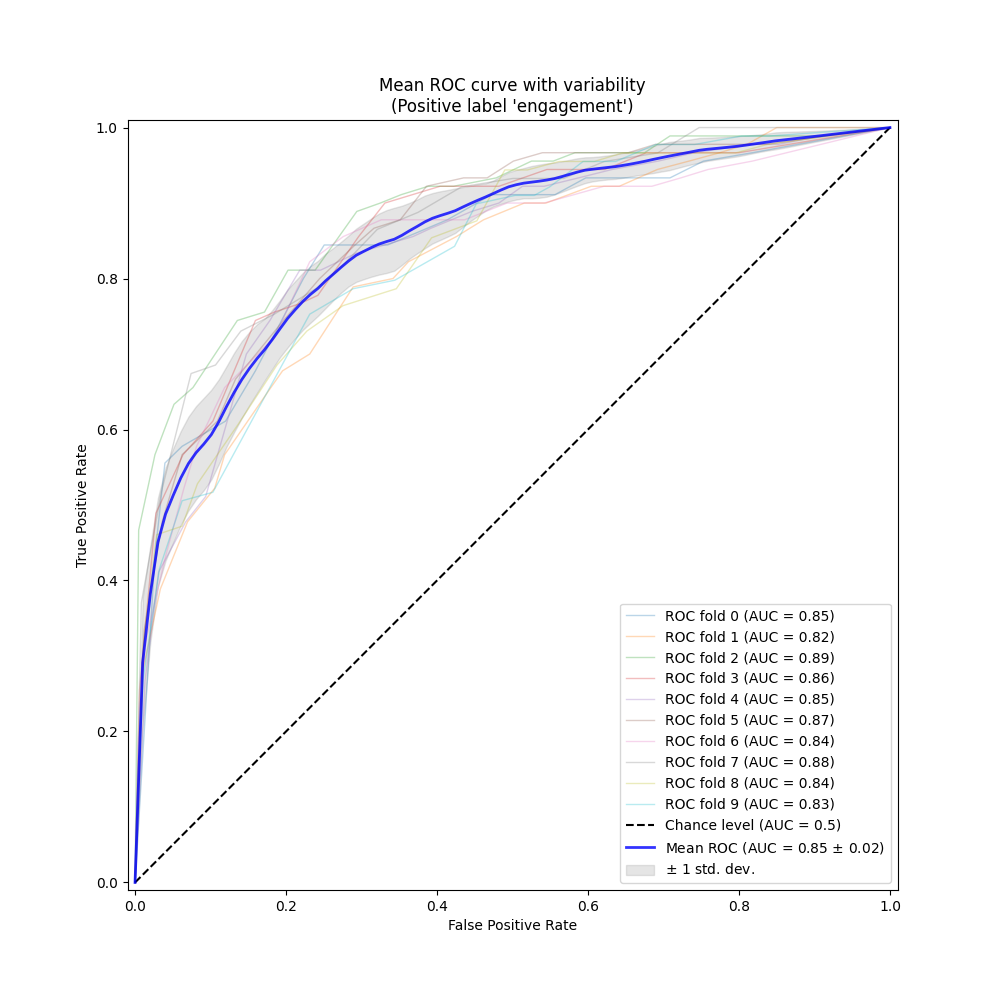 Mean ROC curve with variability
(Positive label 'engagement')
True Positive Rate
1.0
0.8
0.6
0.4
0.2
0.0
0.0 0.2 0.4 0.6 0.8 1.0
False Positive Rate
ROC fold 0 (AUC = 0.85)
ROC fold 1 (AUC = 0.82)
ROC fold 2 (AUC = 0.89)
ROC fold 3 (AUC = 0.86)
ROC fold 4 (AUC = 0.85)
ROC fold 5 (AUC = 0.87)
ROC fold 6 (AUC = 0.84)
ROC fold 7 (AUC = 0.88)
ROC fold 8 (AUC = 0.84)
ROC fold 9 (AUC = 0.83)
Chance level (AUC = 0.5)
Mean ROC (AUC = 0.85 ± 0.02)
± 1 std. dev.